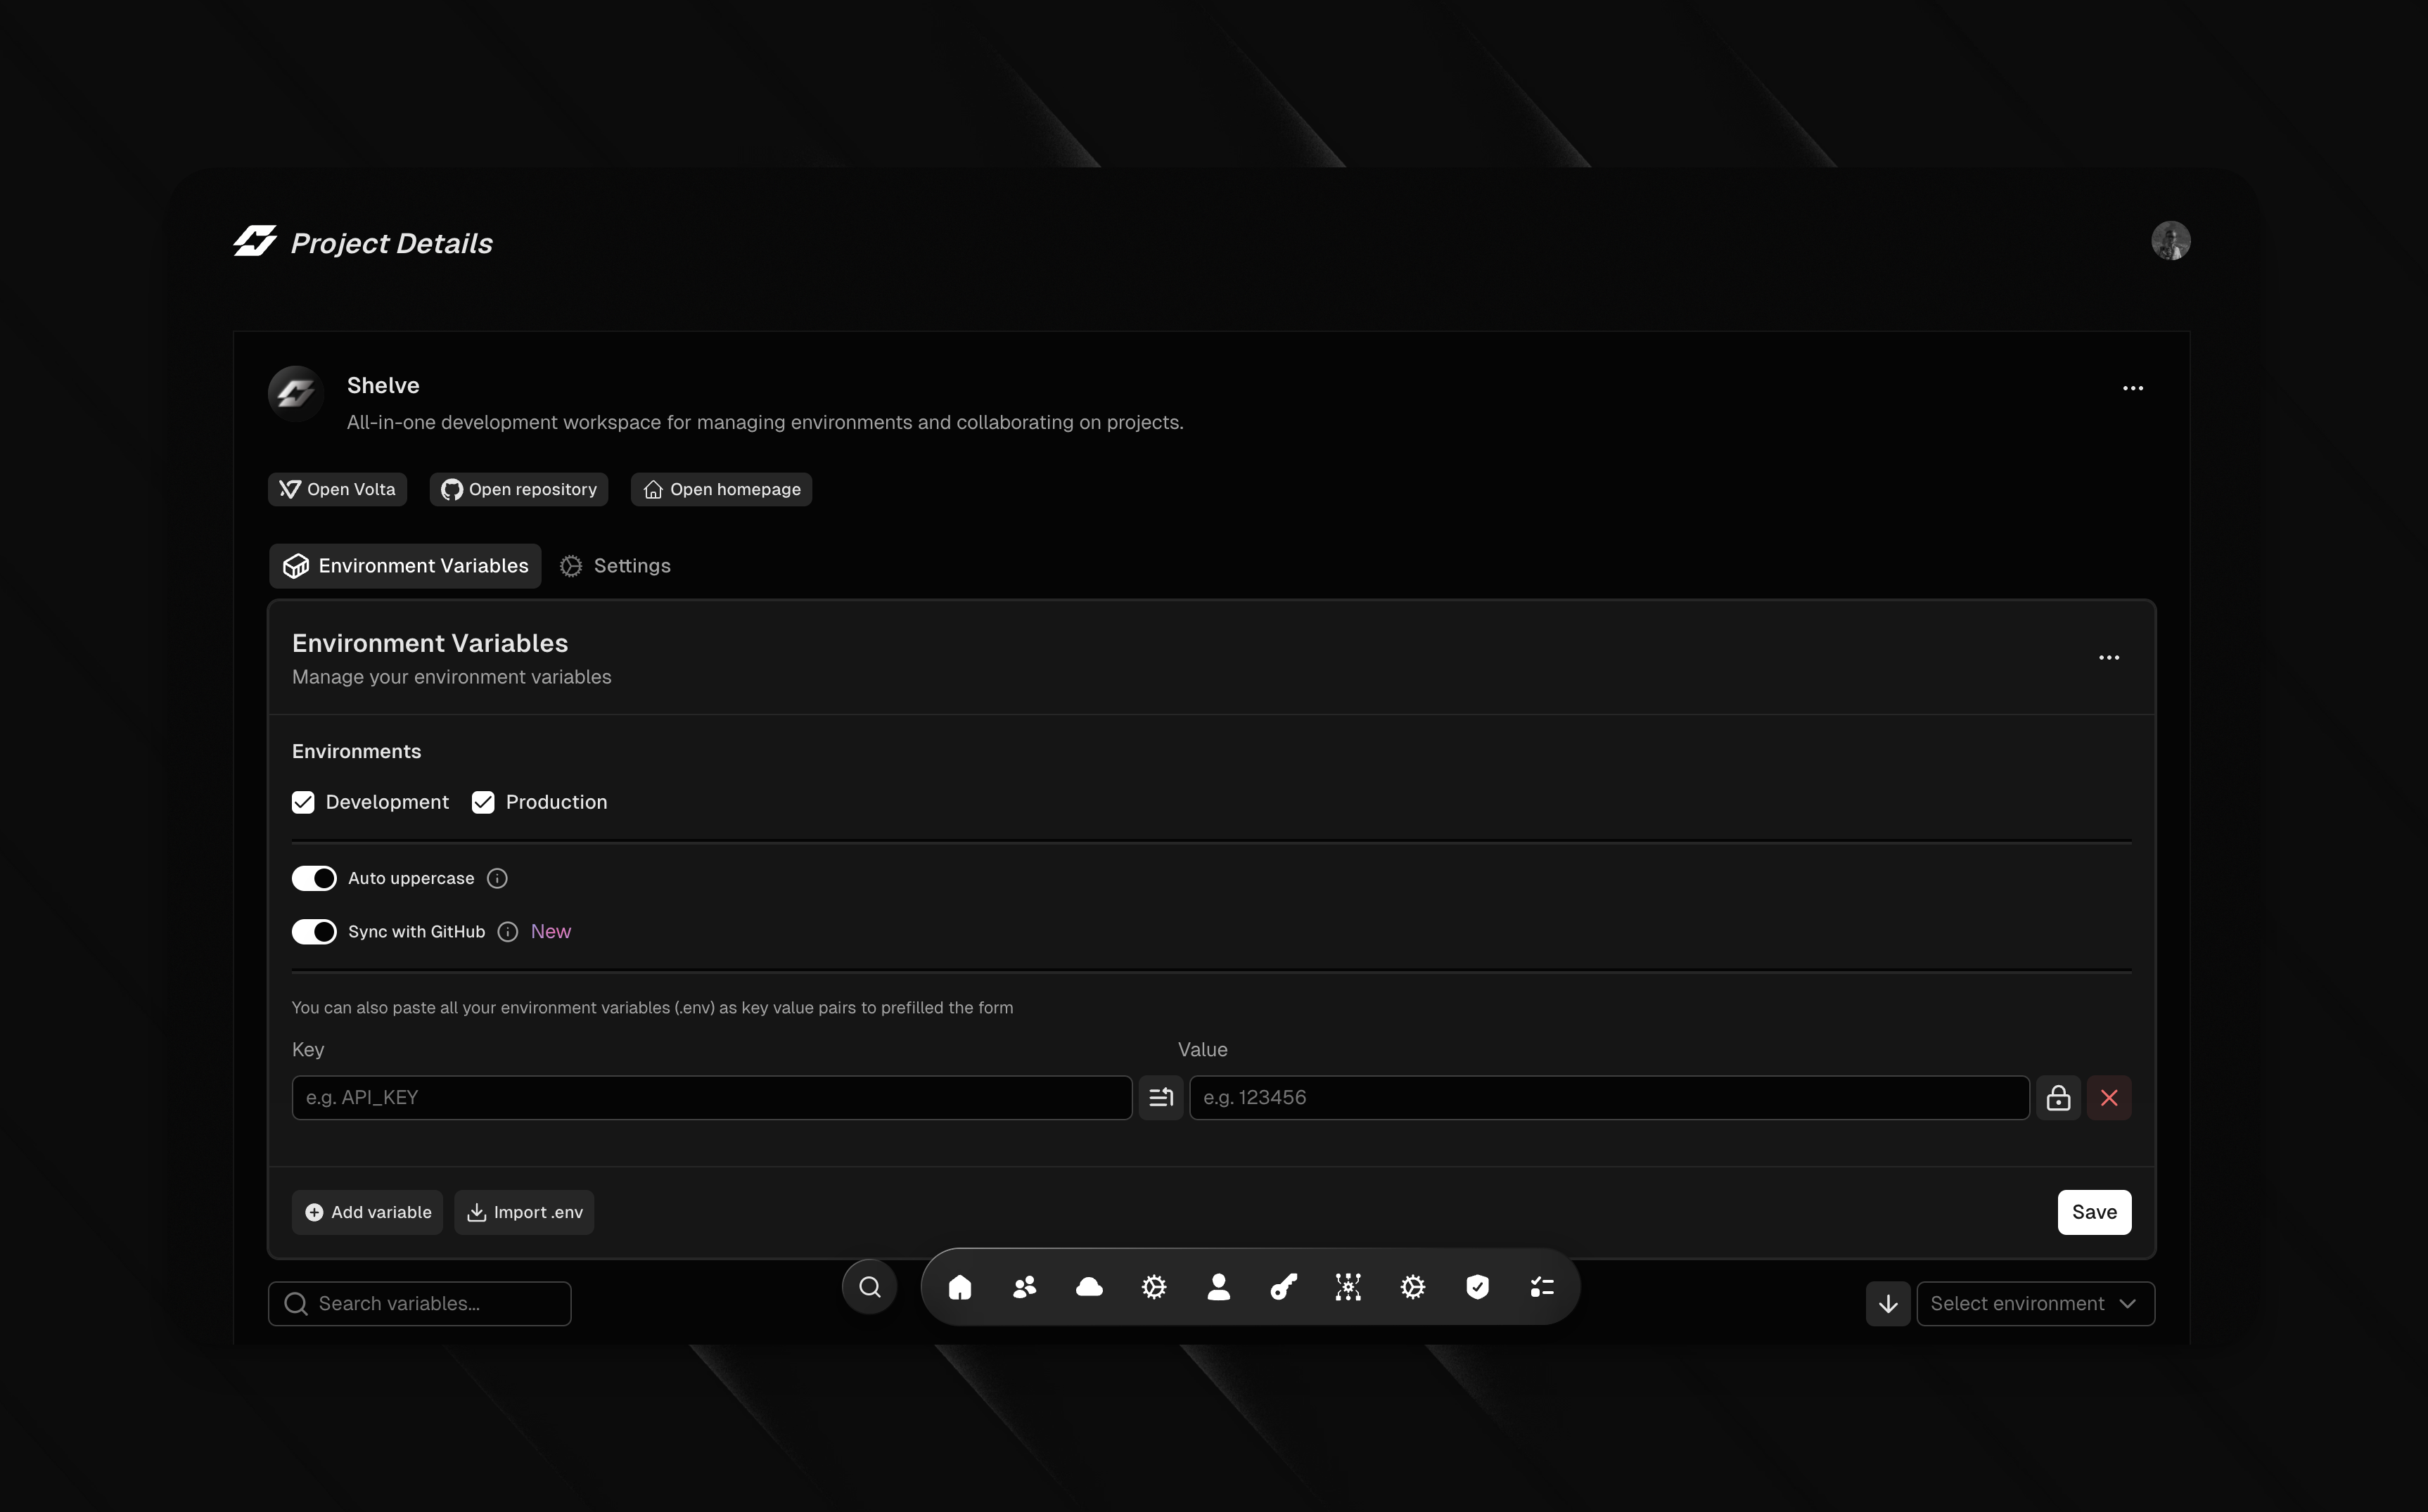 Project Details
Shelve
All-in-one development workspace for managing environments and collaborating on projects.
Open Volta Open repository Open homepage
Environment Variables Settings
Environment Variables
Manage your environment variables
Environments
Development Production
Auto uppercase
Sync with GitHub New
You can also paste all your environment variables (.env) as key value pairs to prefilled the form
Key Value
e.g. API_KEY e.g. 123456
Add variable Import .env Save
Search variables... Select environment